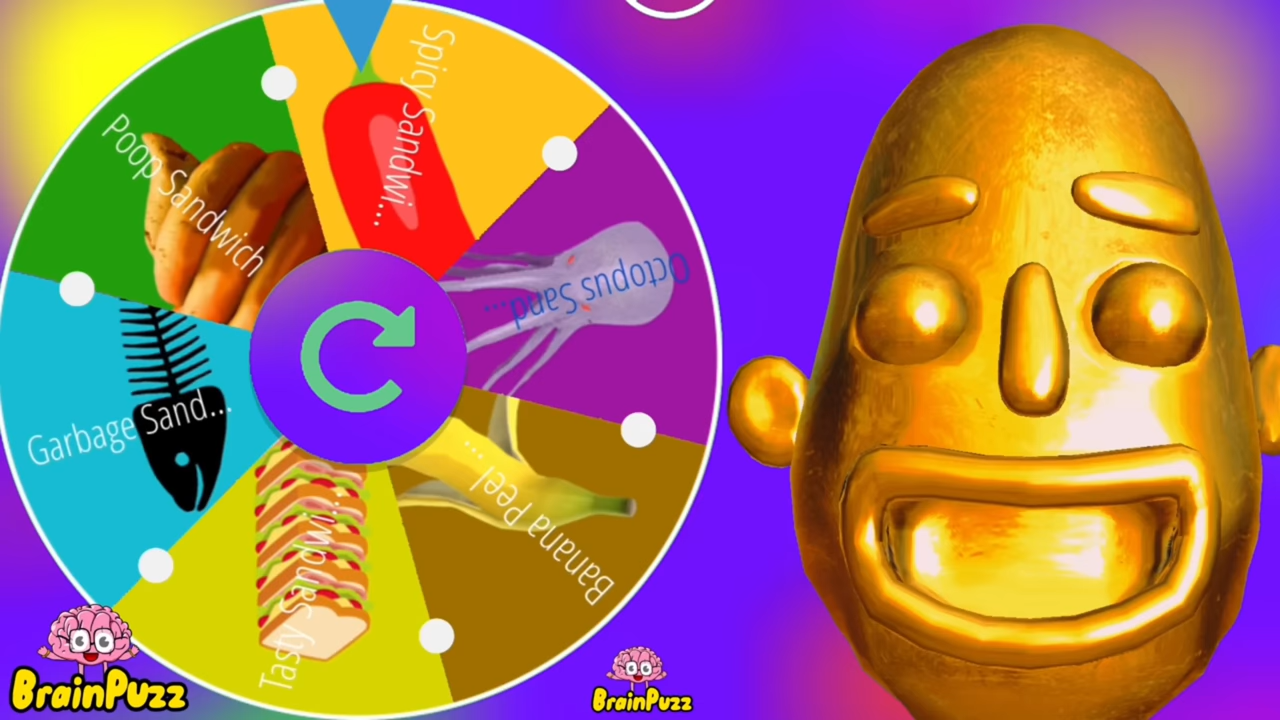 Spicy Sandwi...
Octopus Sand...
Banana Peel ...
Tasty Sandwi...
Garbage Sand...
Poop Sandwich
BrainPuzz
BrainPuzz